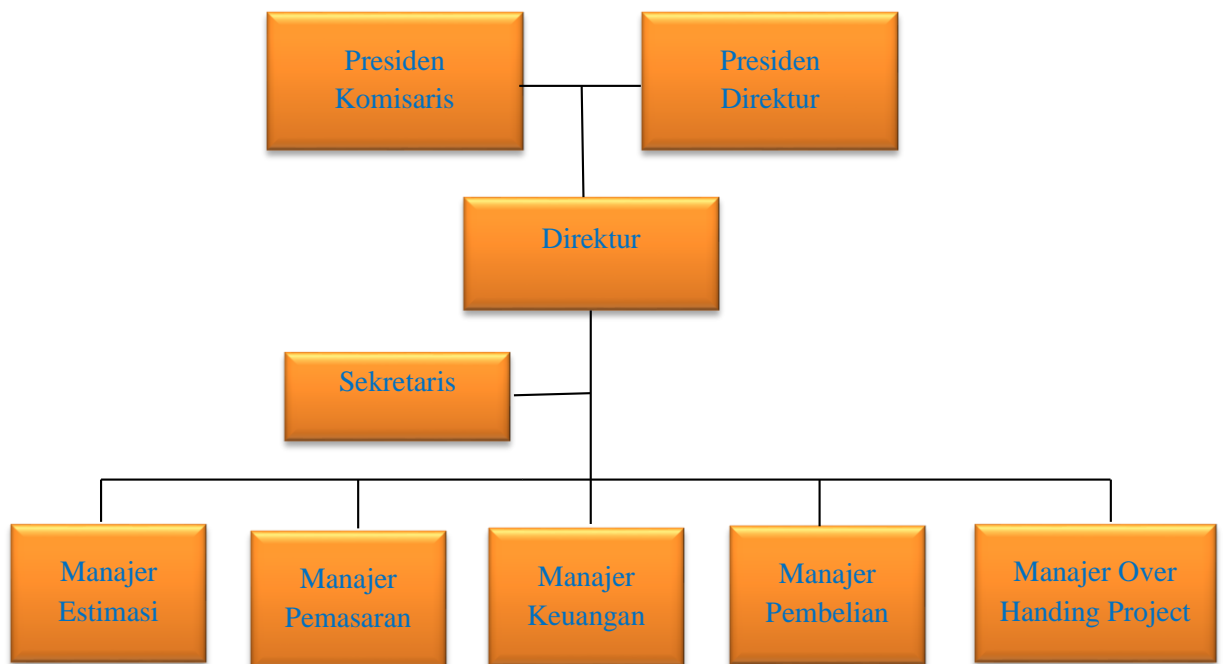 Presiden
Komisaris
Presiden
Direktur
Direktur
Sekretaris
Manajer
Estimasi
Manajer
Pemasaran
Manajer
Keuangan
Manajer
Pembelian
Manajer Over
Handing Project